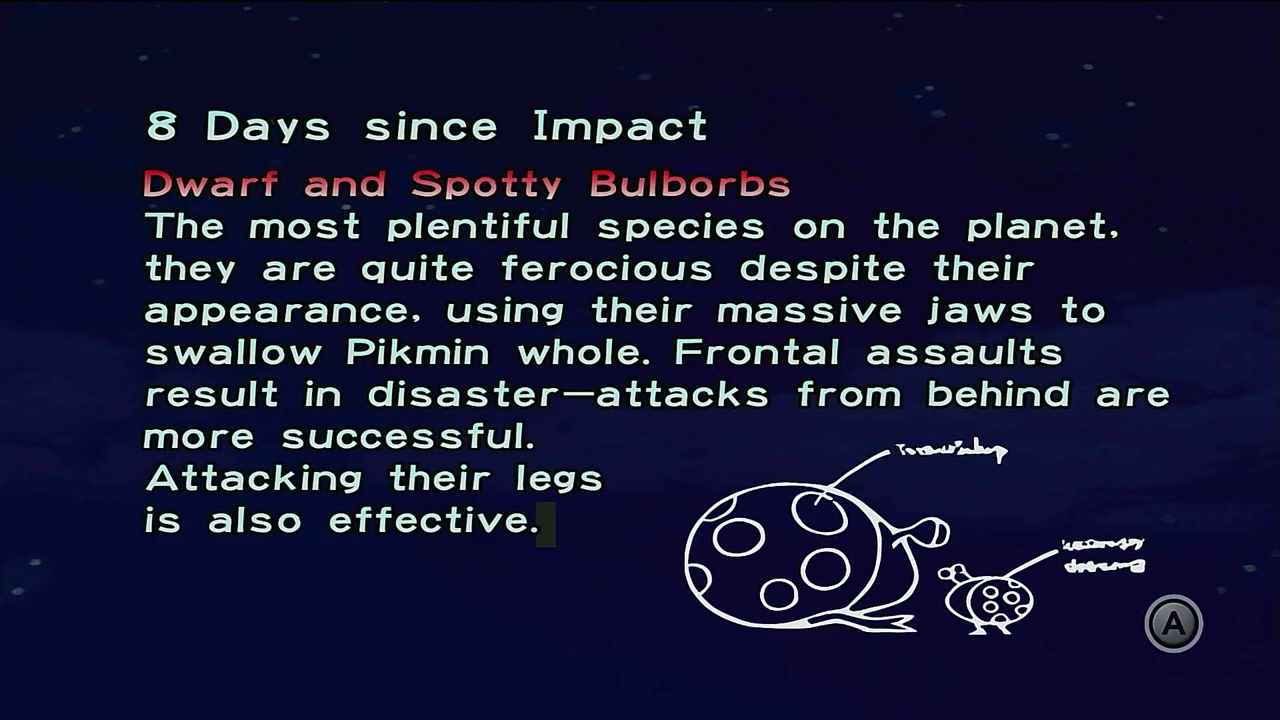 8 Days since Impact
Dwarf and Spotty Bulborbs
The most plentiful species on the planet,
they are quite ferocious despite their
appearance, using their massive jaws to
swallow Pikmin whole. Frontal assaults
result in disaster—attacks from behind are
more successful.
Attacking their legs
is also effective.
A